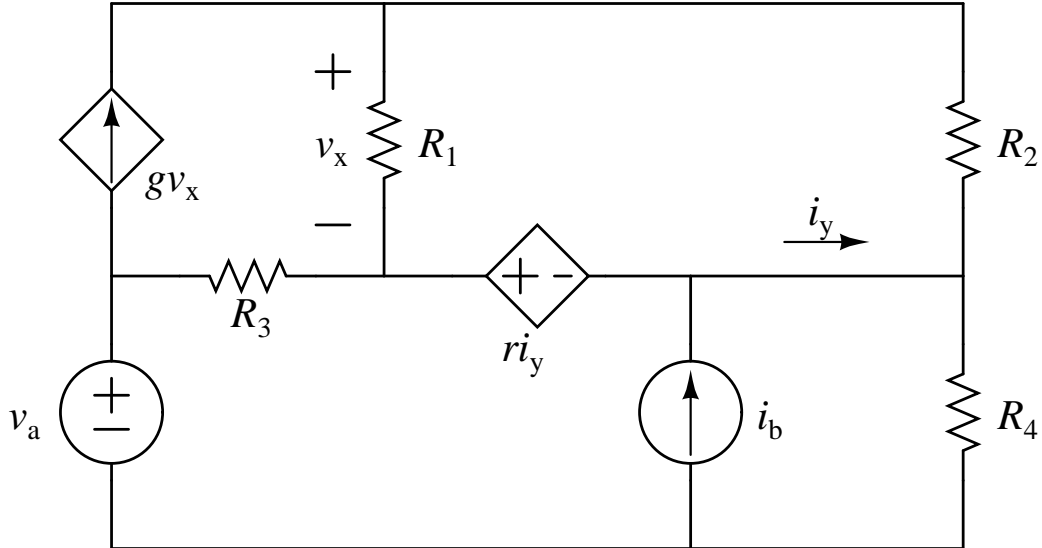 +
v_x
R_1
R_2
gv_x
−
i_y
R_3
+ -
ri_y
v_a
+
−
i_b
R_4